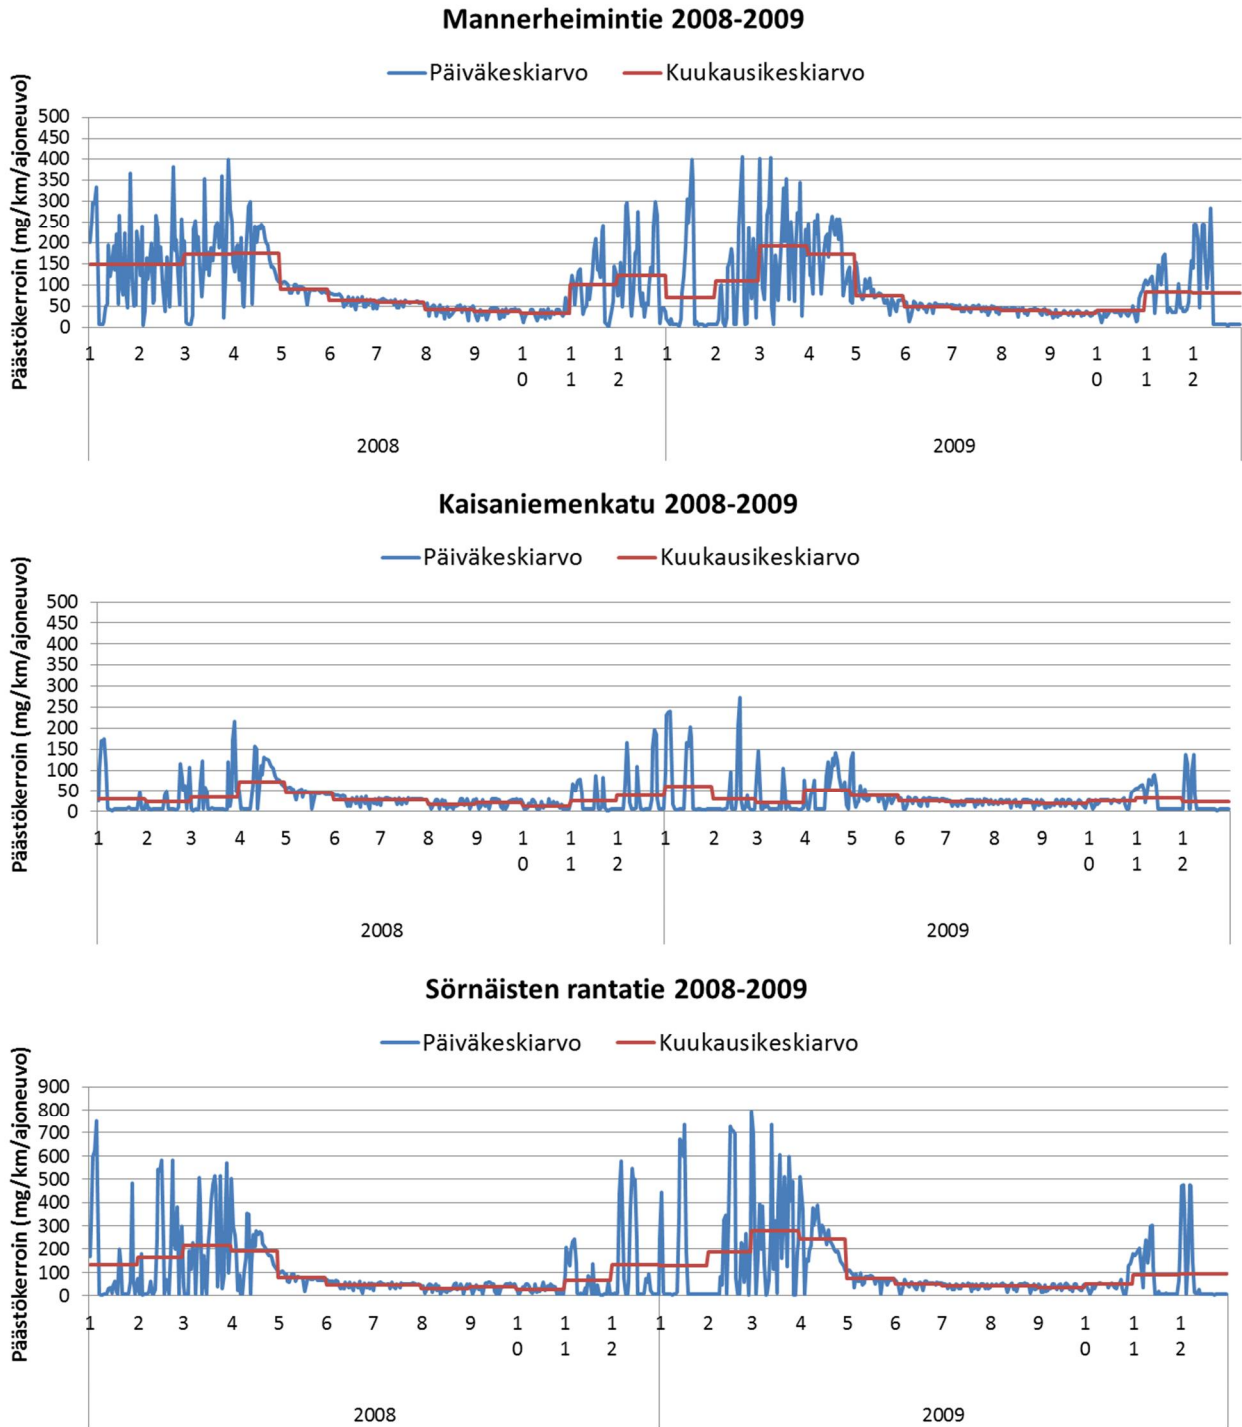 Mannerheimintie 2008-2009
Päiväkeskiarvo Kuukausikeskiarvo
Päästökerroin (mg/km/ajoneuvo)
500
450
400
350
300
250
200
150
100
50
0
1 2 3 4 5 6 7 8 9 10 11 12 1 2 3 4 5 6 7 8 9 10 11 12
2008 2009
Kaisaniemenkatu 2008-2009
Päiväkeskiarvo Kuukausikeskiarvo
Päästökerroin (mg/km/ajoneuvo)
500
450
400
350
300
250
200
150
100
50
0
1 2 3 4 5 6 7 8 9 10 11 12 1 2 3 4 5 6 7 8 9 10 11 12
2008 2009
Sörnäisten rantatie 2008-2009
Päiväkeskiarvo Kuukausikeskiarvo
Päästökerroin (mg/km/ajoneuvo)
900
800
700
600
500
400
300
200
100
0
1 2 3 4 5 6 7 8 9 10 11 12 1 2 3 4 5 6 7 8 9 10 11 12
2008 2009